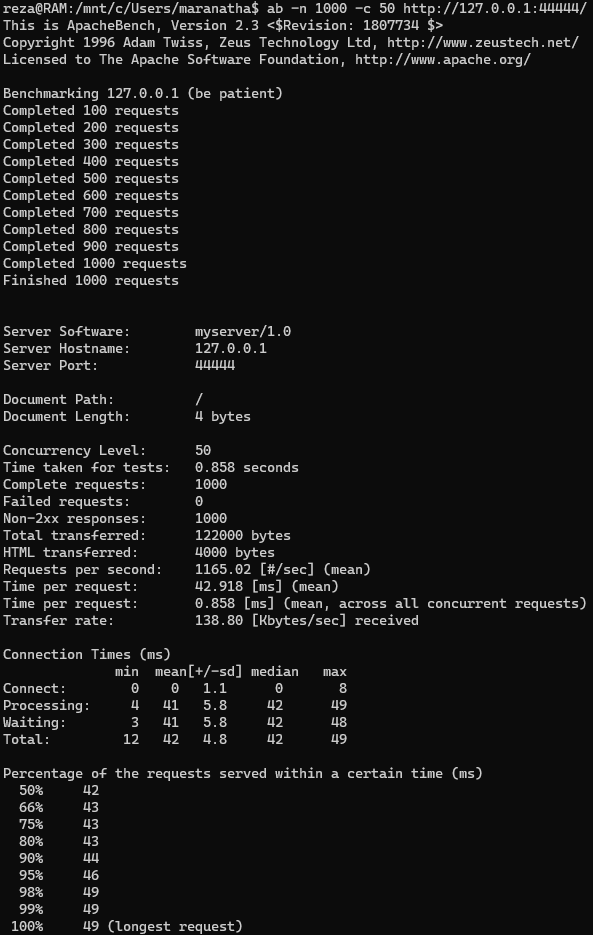 reza@RAM:/mnt/c/Users/maranatha$ ab -n 1000 -c 50 http://127.0.0.1:44444/
This is ApacheBench, Version 2.3 <$Revision: 1807734 $>
Copyright 1996 Adam Twiss, Zeus Technology Ltd, http://www.zeustech.net/
Licensed to The Apache Software Foundation, http://www.apache.org/

Benchmarking 127.0.0.1 (be patient)
Completed 100 requests
Completed 200 requests
Completed 300 requests
Completed 400 requests
Completed 500 requests
Completed 600 requests
Completed 700 requests
Completed 800 requests
Completed 900 requests
Completed 1000 requests
Finished 1000 requests


Server Software:        myserver/1.0
Server Hostname:        127.0.0.1
Server Port:            44444

Document Path:          /
Document Length:        4 bytes

Concurrency Level:      50
Time taken for tests:   0.858 seconds
Complete requests:      1000
Failed requests:        0
Non-2xx responses:      1000
Total transferred:      122000 bytes
HTML transferred:       4000 bytes
Requests per second:    1165.02 [#/sec] (mean)
Time per request:       42.918 [ms] (mean)
Time per request:       0.858 [ms] (mean, across all concurrent requests)
Transfer rate:          138.80 [Kbytes/sec] received

Connection Times (ms)
              min  mean[+/-sd] median   max
Connect:        0    0   1.1      0       8
Processing:     4   41   5.8     42      49
Waiting:        3   41   5.8     42      48
Total:         12   42   4.8     42      49

Percentage of the requests served within a certain time (ms)
  50%     42
  66%     43
  75%     43
  80%     43
  90%     44
  95%     46
  98%     49
  99%     49
 100%     49 (longest request)